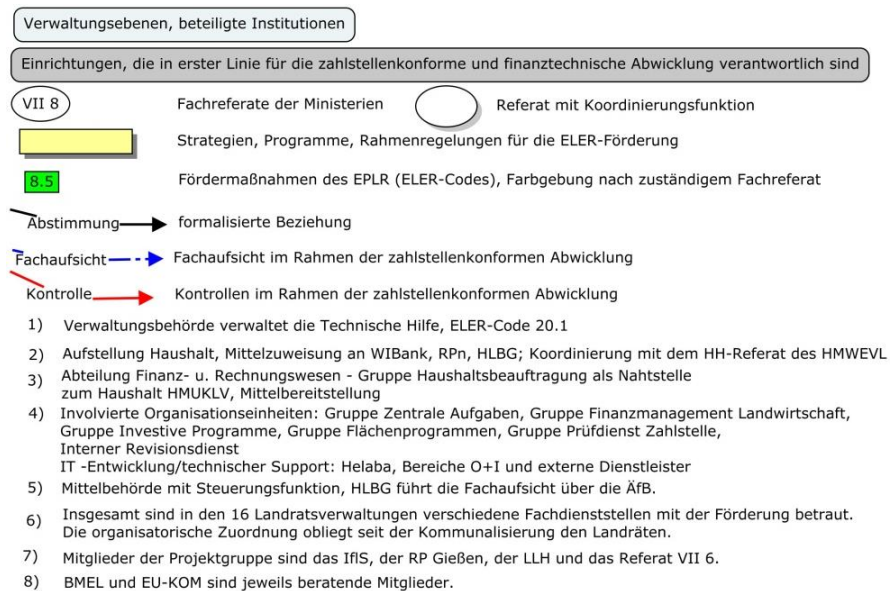 Verwaltungsebenen, beteiligte Institutionen
Einrichtungen, die in erster Linie für die zahlstellenkonforme und finanztechnische Abwicklung verantwortlich sind
VII 8 Fachreferate der Ministerien Referat mit Koordinierungsfunktion
Strategien, Programme, Rahmenregelungen für die ELER-Förderung
8.5 Fördermaßnahmen des EPLR (ELER-Codes), Farbgebung nach zuständigem Fachreferat
Abstimmung formalisierte Beziehung
Fachaufsicht Fachaufsicht im Rahmen der zahlstellenkonformen Abwicklung
Kontrolle Kontrollen im Rahmen der zahlstellenkonformen Abwicklung
1) Verwaltungsbehörde verwaltet die Technische Hilfe, ELER-Code 20.1
2) Aufstellung Haushalt, Mittelzuweisung an WIBank, RPn, HLBG; Koordinierung mit dem HH-Referat des HMWEVL
3) Abteilung Finanz- u. Rechnungswesen - Gruppe Haushaltsbeauftragung als Nahtstelle
zum Haushalt HMUKLV, Mittelbereitstellung
4) Involvierte Organisationseinheiten: Gruppe Zentrale Aufgaben, Gruppe Finanzmanagement Landwirtschaft,
Gruppe Investive Programme, Gruppe Flächenprogrammen, Gruppe Prüfdienst Zahlstelle,
Interner Revisionsdienst
IT -Entwicklung/technischer Support: Helaba, Bereiche O+I und externe Dienstleister
5) Mittelbehörde mit Steuerungsfunktion, HLBG führt die Fachaufsicht über die ÄfB.
6) Insgesamt sind in den 16 Landratsverwaltungen verschiedene Fachdienststellen mit der Förderung betraut.
Die organisatorische Zuordnung obliegt seit der Kommunalisierung den Landräten.
7) Mitglieder der Projektgruppe sind das IflS, der RP Gießen, der LLH und das Referat VII 6.
8) BMEL und EU-KOM sind jeweils beratende Mitglieder.